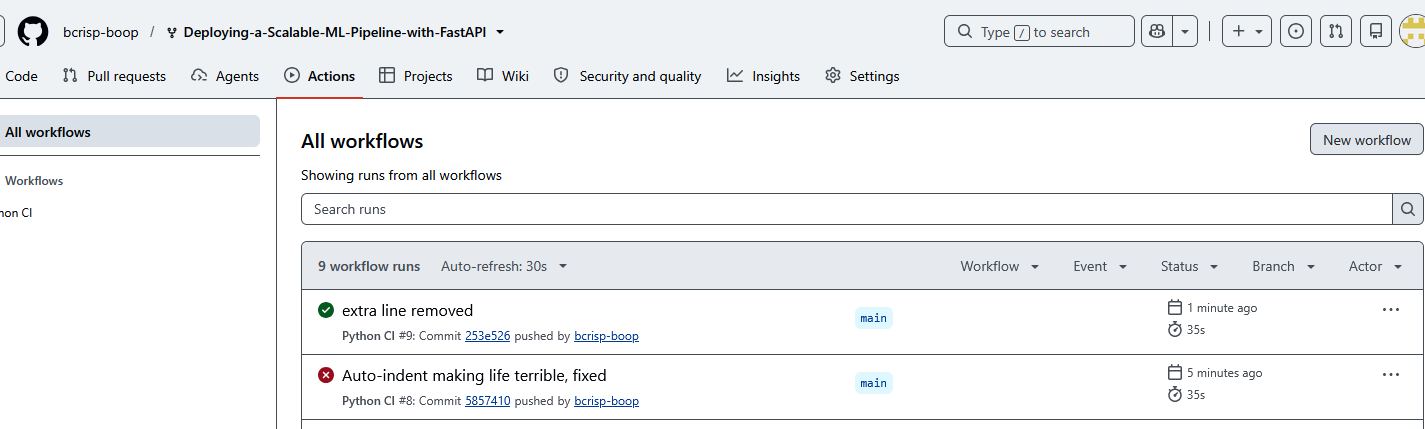 bcrisp-boop / Deploying-a-Scalable-ML-Pipeline-with-FastAPI
Type / to search
Code Pull requests Agents Actions Projects Wiki Security and quality Insights Settings
All workflows
Workflows
hon CI
All workflows
New workflow
Showing runs from all workflows
Search runs
9 workflow runs Auto-refresh: 30s Workflow Event Status Branch Actor
extra line removed
Python CI #9: Commit 253e526 pushed by bcrisp-boop
main
1 minute ago
35s
Auto-indent making life terrible, fixed
Python CI #8: Commit 5857410 pushed by bcrisp-boop
main
5 minutes ago
35s